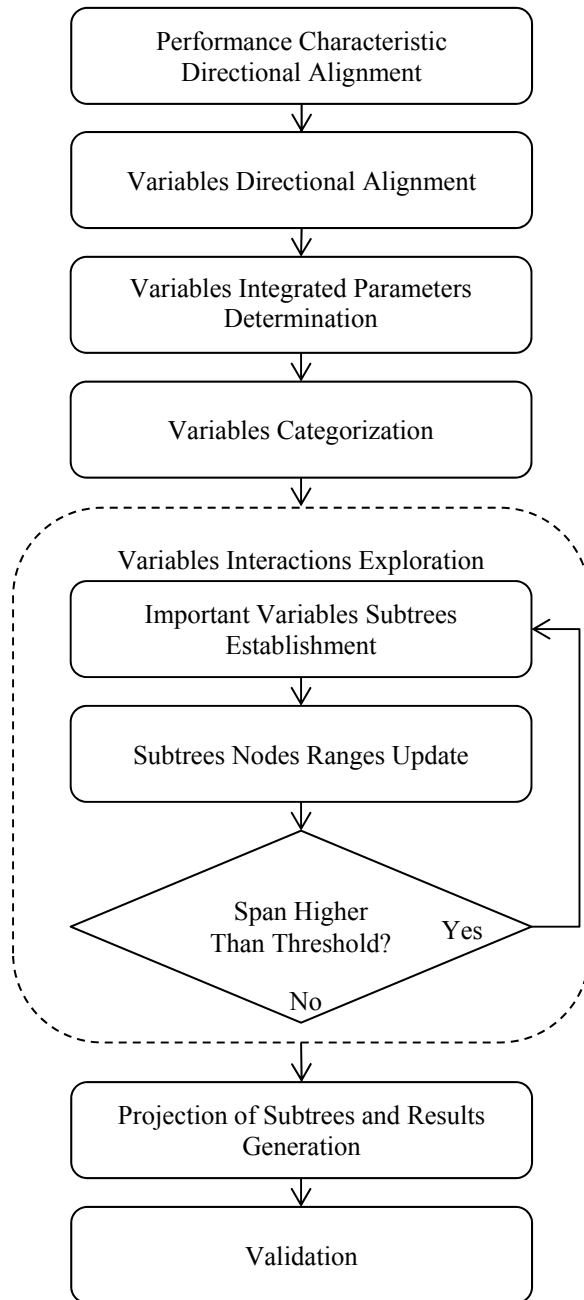 Performance Characteristic
Directional Alignment
Variables Directional Alignment
Variables Integrated Parameters
Determination
Variables Categorization
Variables Interactions Exploration
Important Variables Subtrees
Establishment
Subtrees Nodes Ranges Update
Span Higher
Than Threshold?
Yes
No
Projection of Subtrees and Results
Generation
Validation